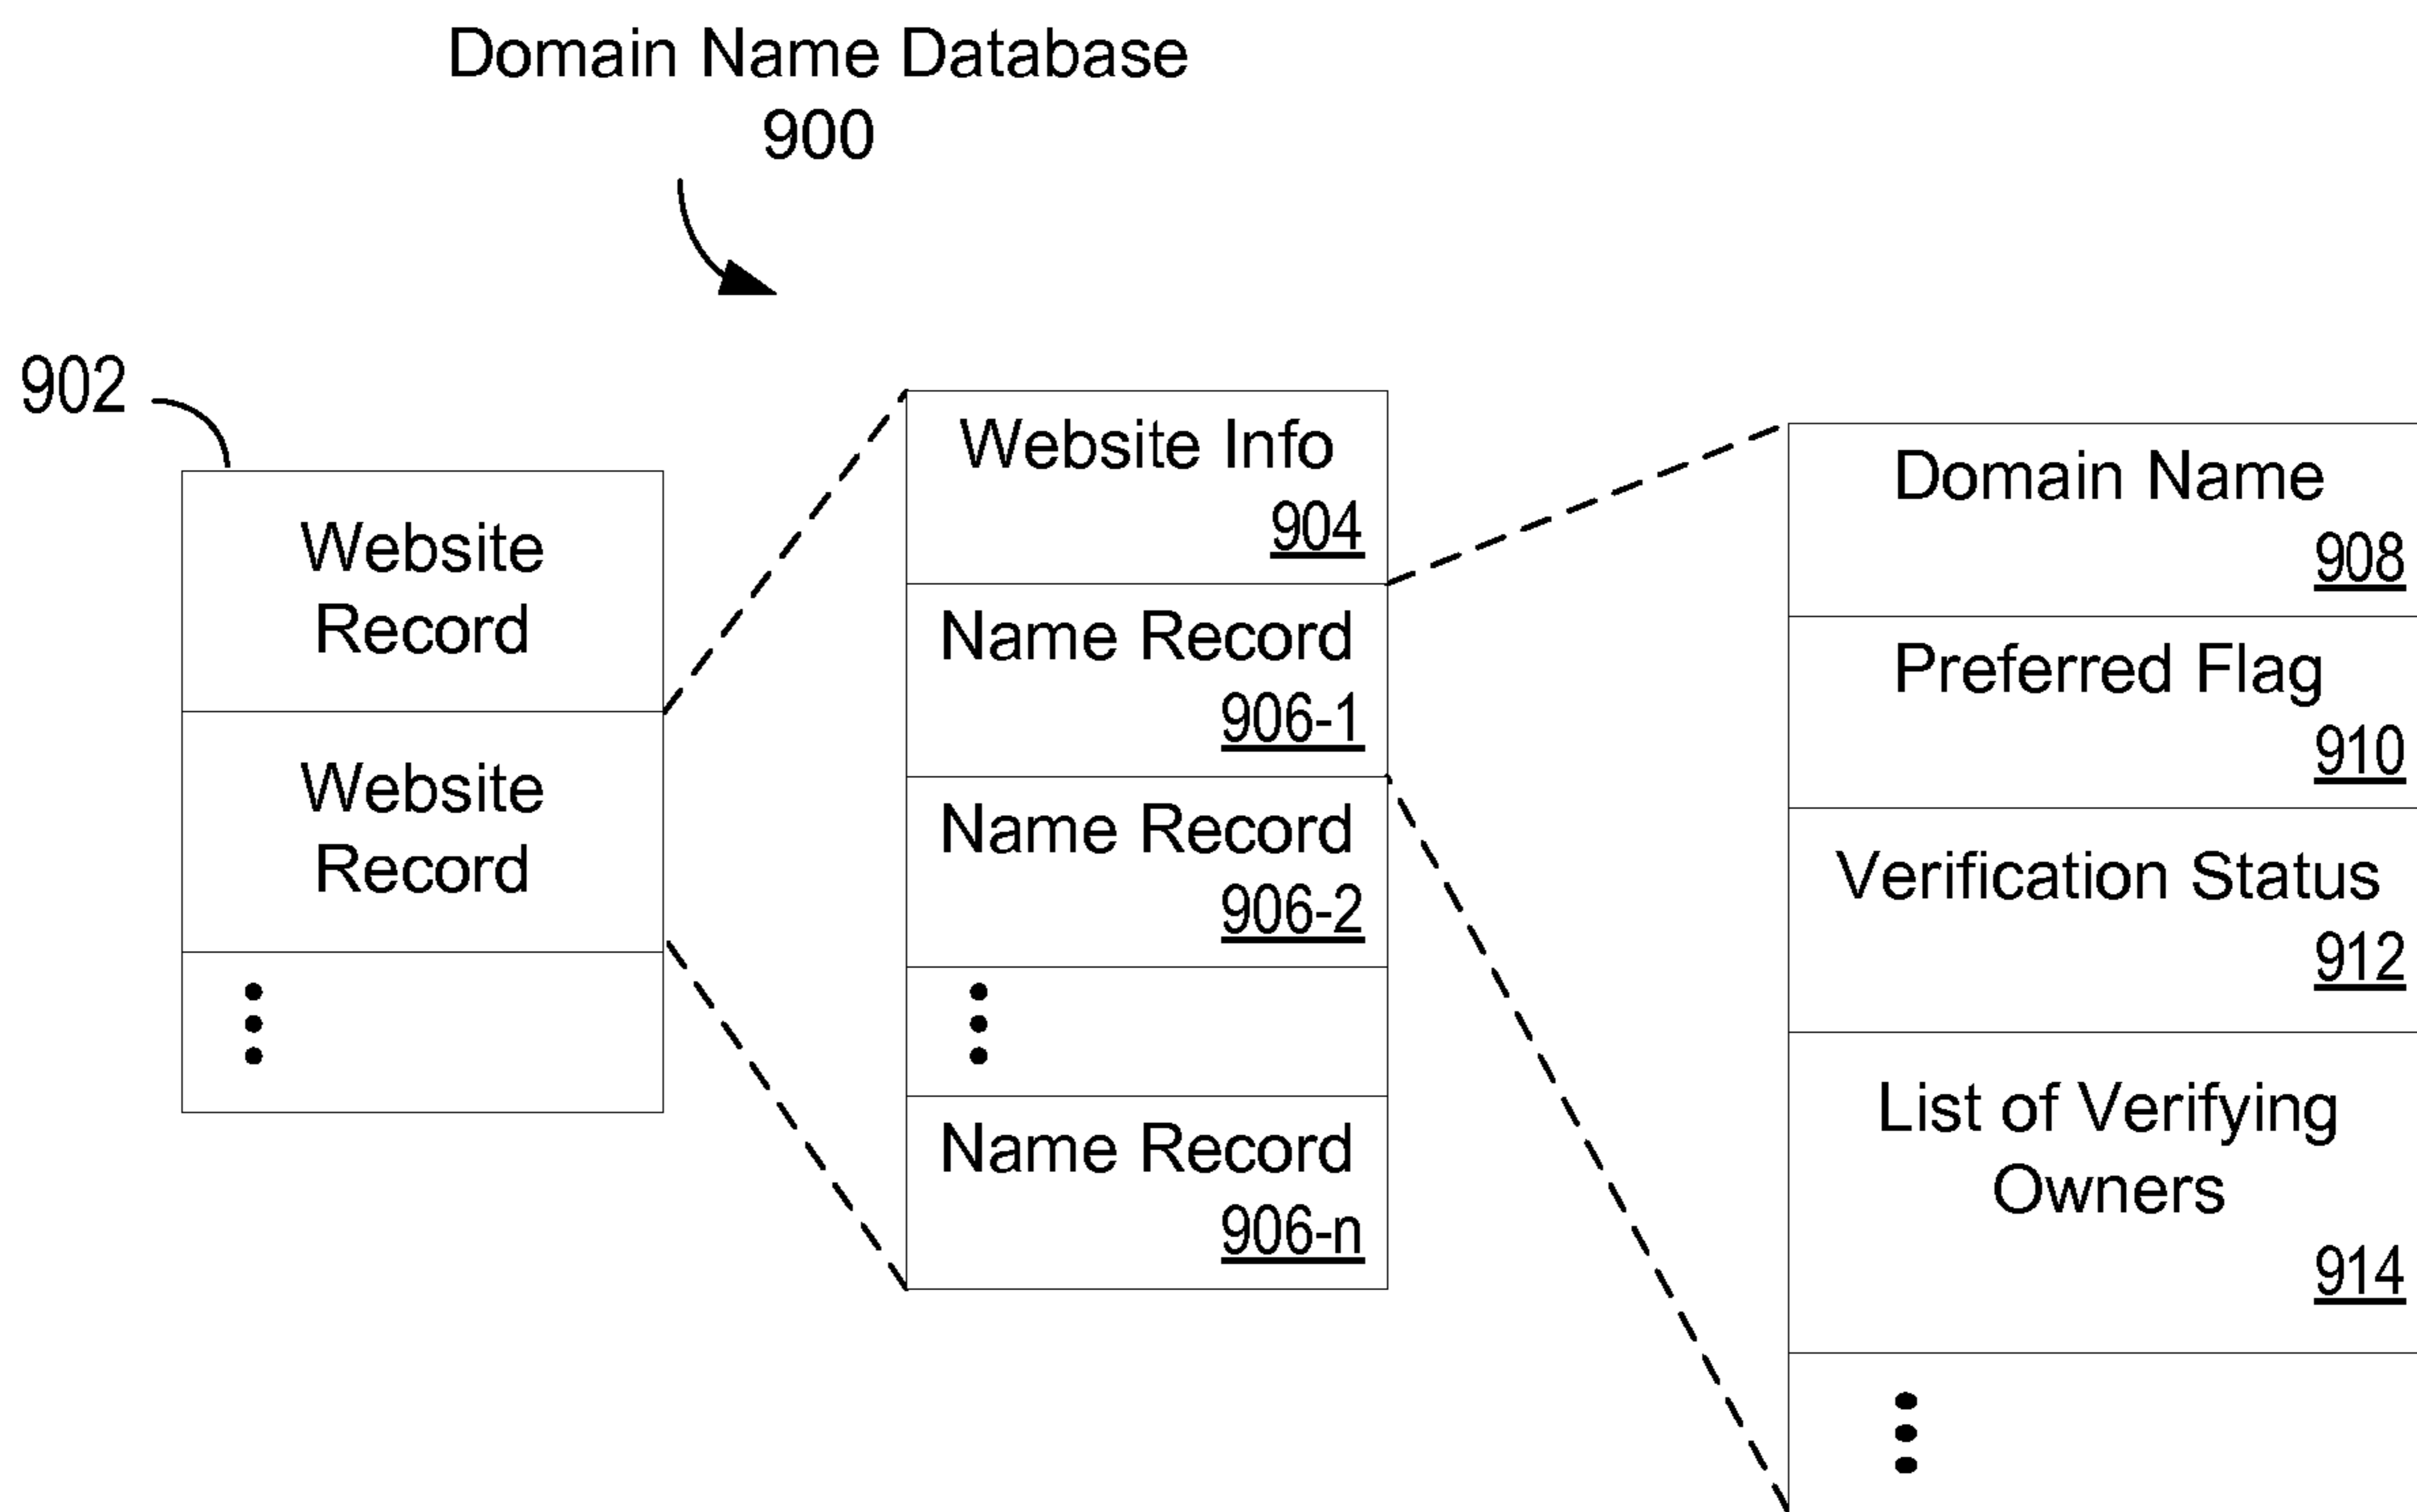 Domain Name Database
900
902
Website
Record
Website
Record
Website Info
904
Name Record
906-1
Name Record
906-2
Name Record
906-n
Domain Name
908
Preferred Flag
910
Verification Status
912
List of Verifying
Owners
914